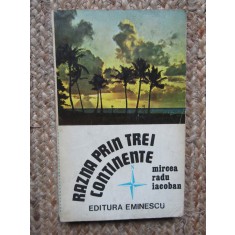 RAZNA PRIN TREI
CONTINENTE
mircea
radu
iacoban
EDITURA EMINESCU